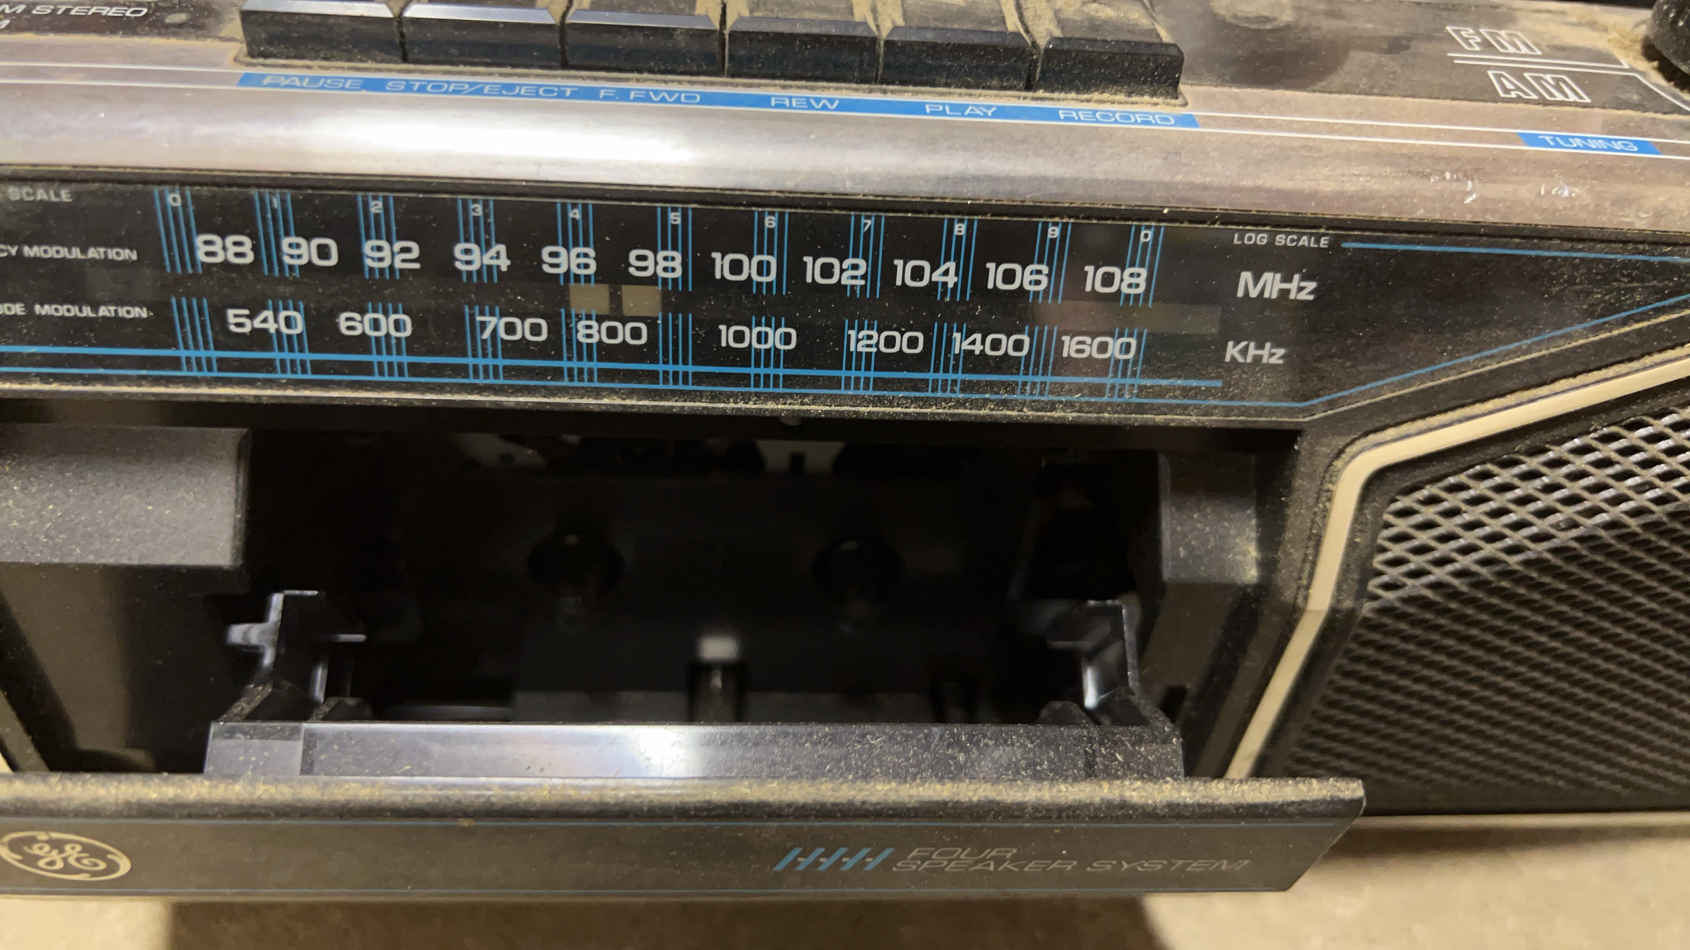 M STEREO
FM
AM
PAUSE STOP/EJECT F. FWD REW PLAY RECORD
TUNING
SCALE
0 1 2 3 4 5 6 7 8 9 0
LOG SCALE
CY MODULATION 88 90 92 94 96 98 100 102 104 106 108 MHz
DE MODULATION 540 600 700 800 1000 1200 1400 1600 KHz
GE
FOUR
SPEAKER SYSTEM